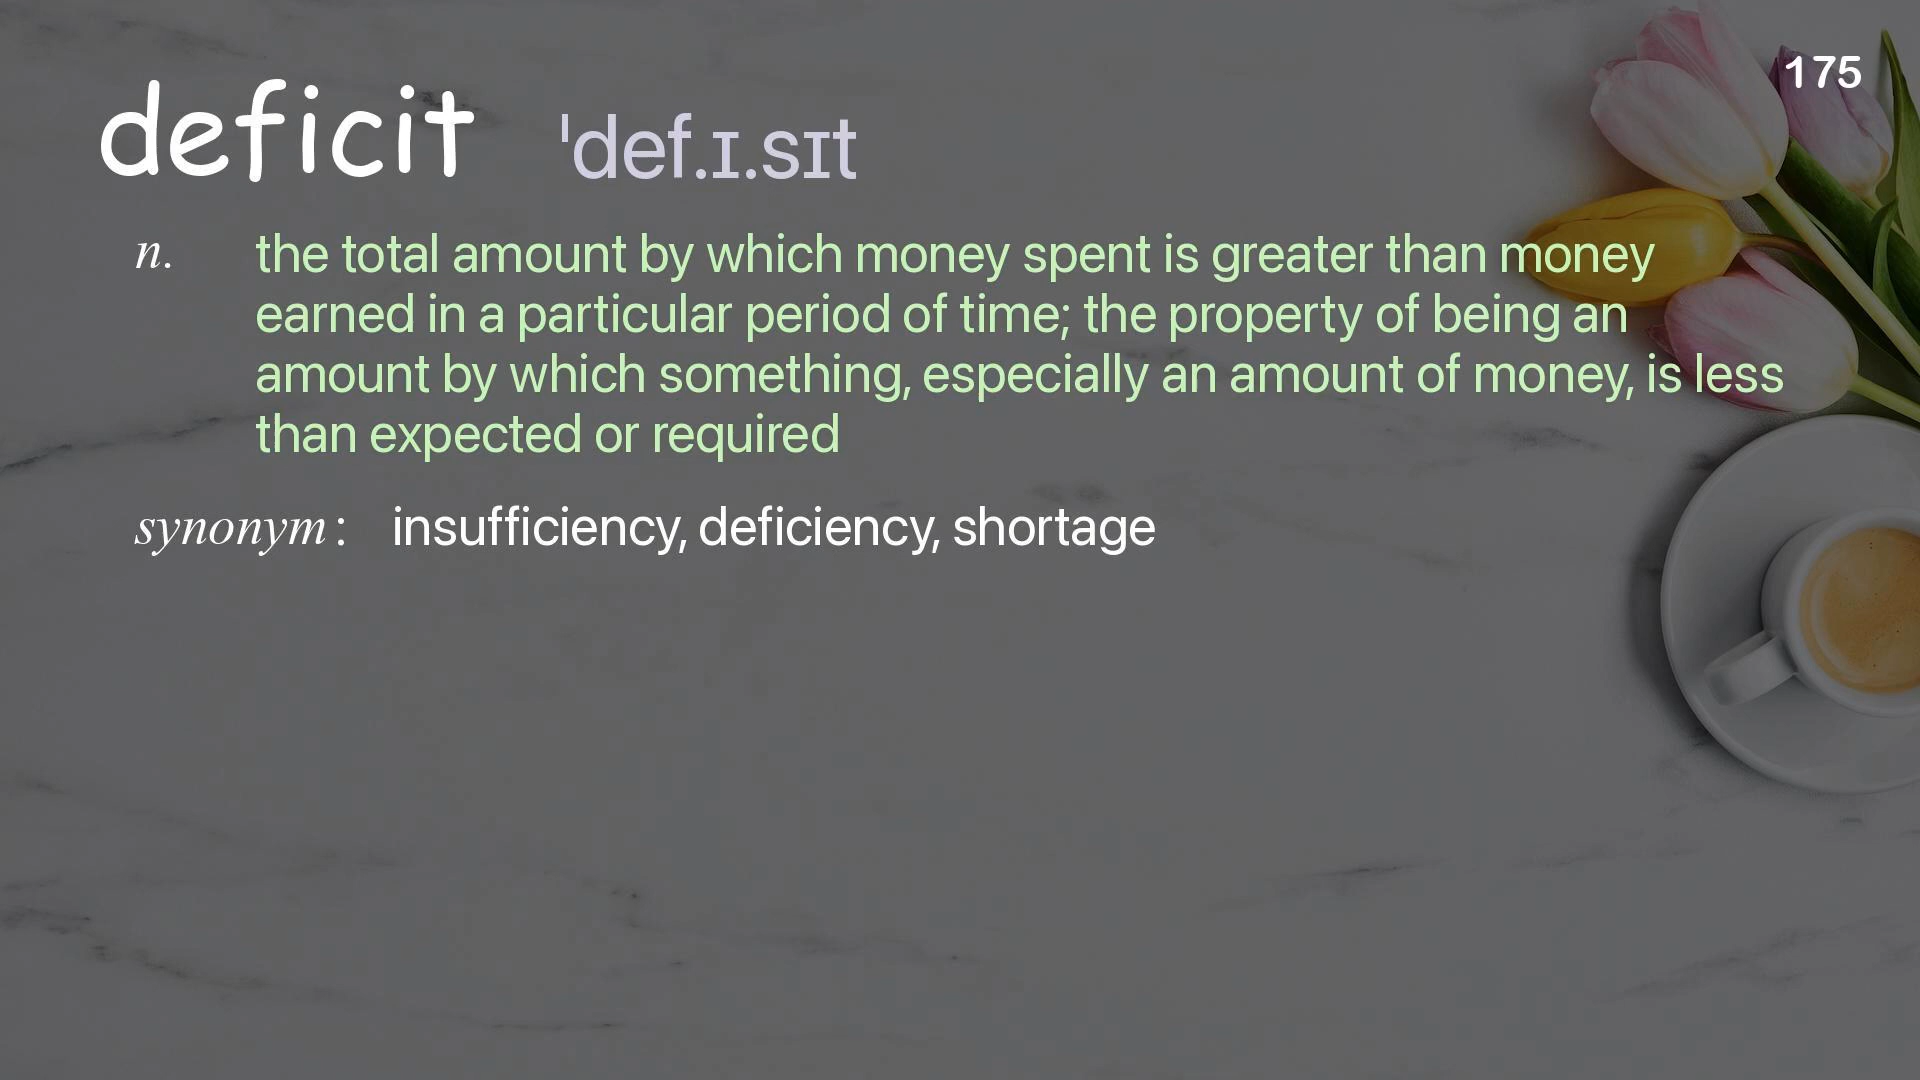 175
deficit ˈdef.ɪ.sɪt
n. the total amount by which money spent is greater than money
earned in a particular period of time; the property of being an
amount by which something, especially an amount of money, is less
than expected or required
synonym: insufficiency, deficiency, shortage